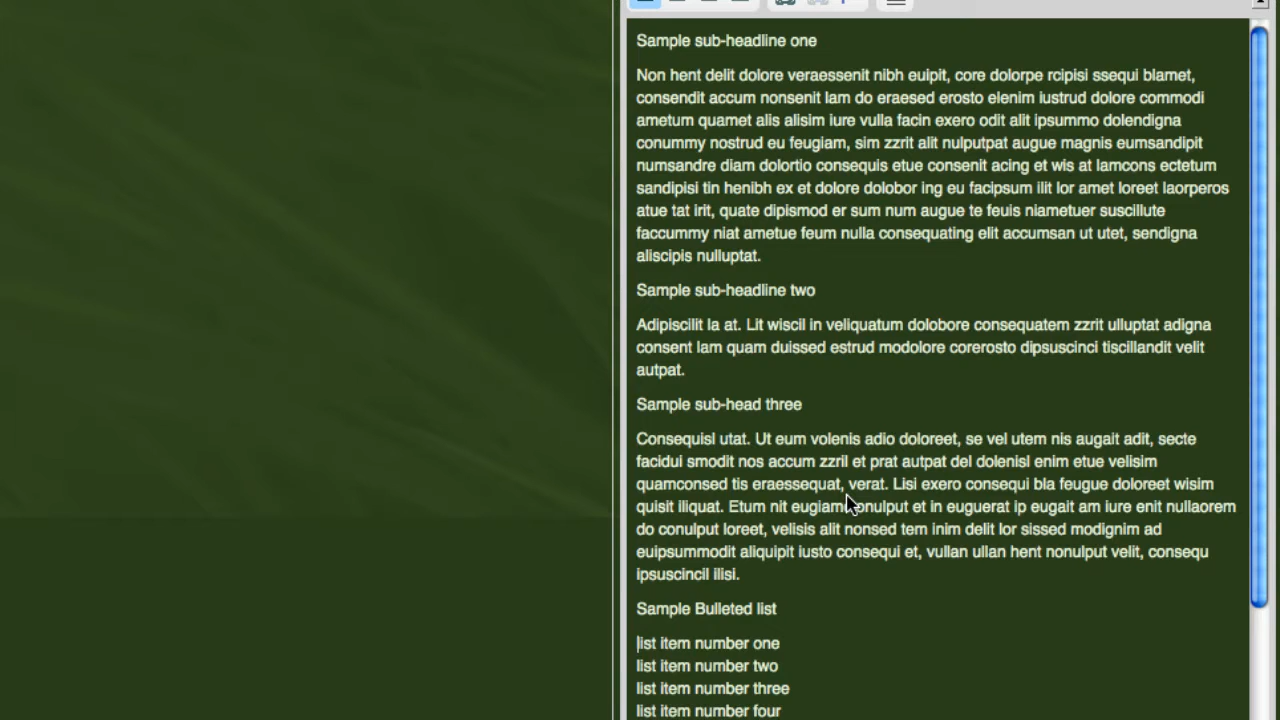 Sample sub-headline one
Non hent delit dolore veraessenit nibh euipit, core dolorpe rcipisi ssequi blamet,
consendit accum nonsenit lam do eraesed erosto elenim iustrud dolore commodi
ametum quamet alis alisim iure vulla facin exero odit alit ipsummo dolendigna
conummy nostrud eu feugiam, sim zzrit alit nulputpat augue magnis eumsandipit
numsandre diam dolortio consequis etue consenit acing et wis at lamcons ectetum
sandipisi tin henibh ex et dolore dolobor ing eu facipsum ilit lor amet loreet laorperos
atue tat irit, quate dipismod er sum num augue te feuis niametuer suscillute
faccummy niat ametue feum nulla consequating elit accumsan ut utet, sendigna
aliscipis nulluptat.
Sample sub-headline two
Adipiscilit la at. Lit wiscil in veliquatum dolobore consequatem zzrit ulluptat adigna
consent lam quam duissed estrud modolore corerosto dipsuscinci tiscillandit velit
autpat.
Sample sub-head three
Consequisl utat. Ut eum volenis adio doloreet, se vel utem nis augait adit, secte
facidui smodit nos accum zzril et prat autpat del dolenisl enim etue velisim
quamconsed tis eraessequat, verat. Lisi exero consequi bla feugue doloreet wisim
quisit iliquat. Etum nit eugiam conulput et in euguerat ip eugait am iure enit nullaorem
do conulput loreet, velisis alit nonsed tem inim delit lor sissed modignim ad
euipsummodit aliquipit iusto consequi et, vullan ullan hent nonulput velit, consequ
ipsuscincil ilisi.
Sample Bulleted list
list item number one
list item number two
list item number three
list item number four